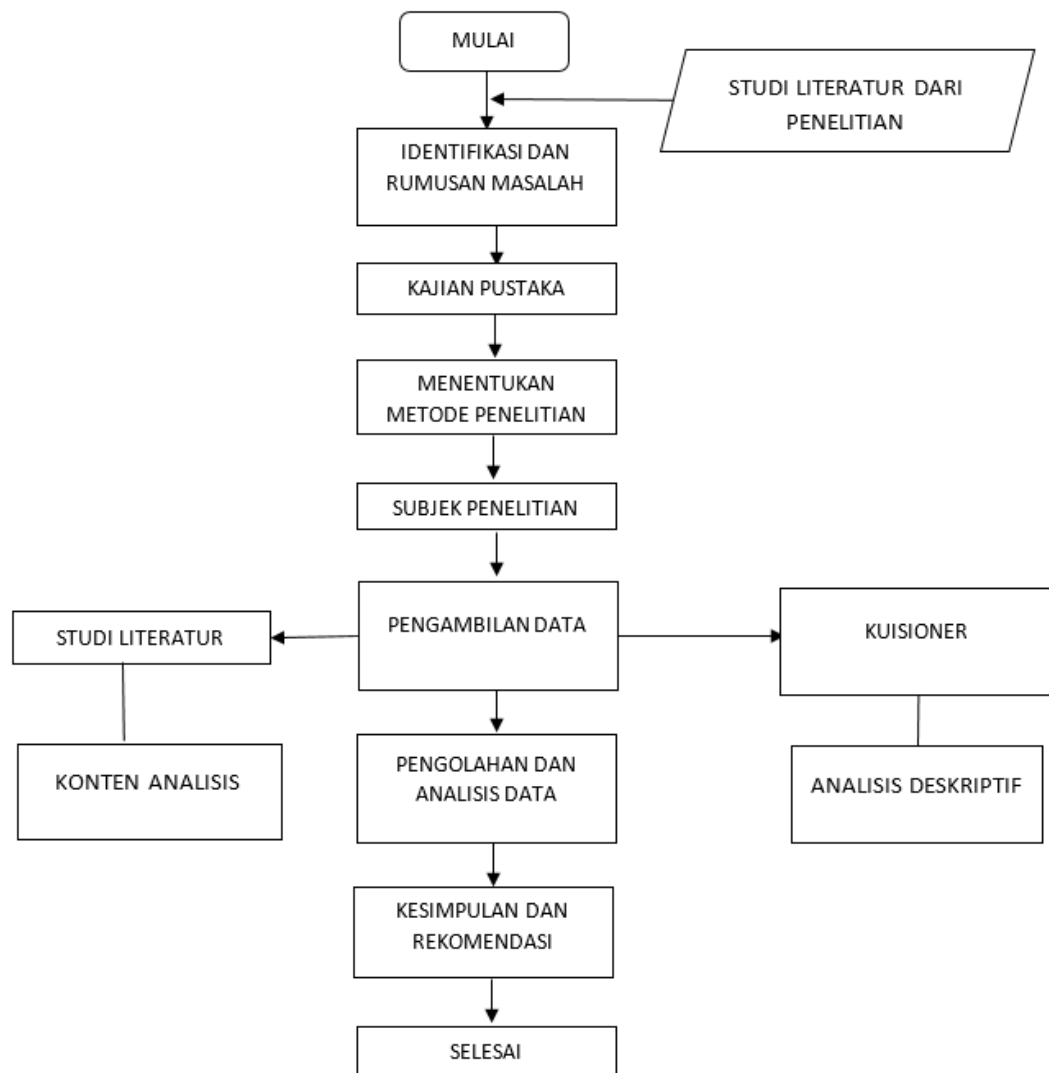 MULAI
STUDI LITERATUR DARI
PENELITIAN
IDENTIFIKASI DAN
RUMUSAN MASALAH
KAJIAN PUSTAKA
MENENTUKAN
METODE PENELITIAN
SUBJEK PENELITIAN
PENGAMBILAN DATA
STUDI LITERATUR
KUISIONER
KONTEN ANALISIS
PENGOLAHAN DAN
ANALISIS DATA
ANALISIS DESKRIPTIF
KESIMPULAN DAN
REKOMENDASI
SELESAI